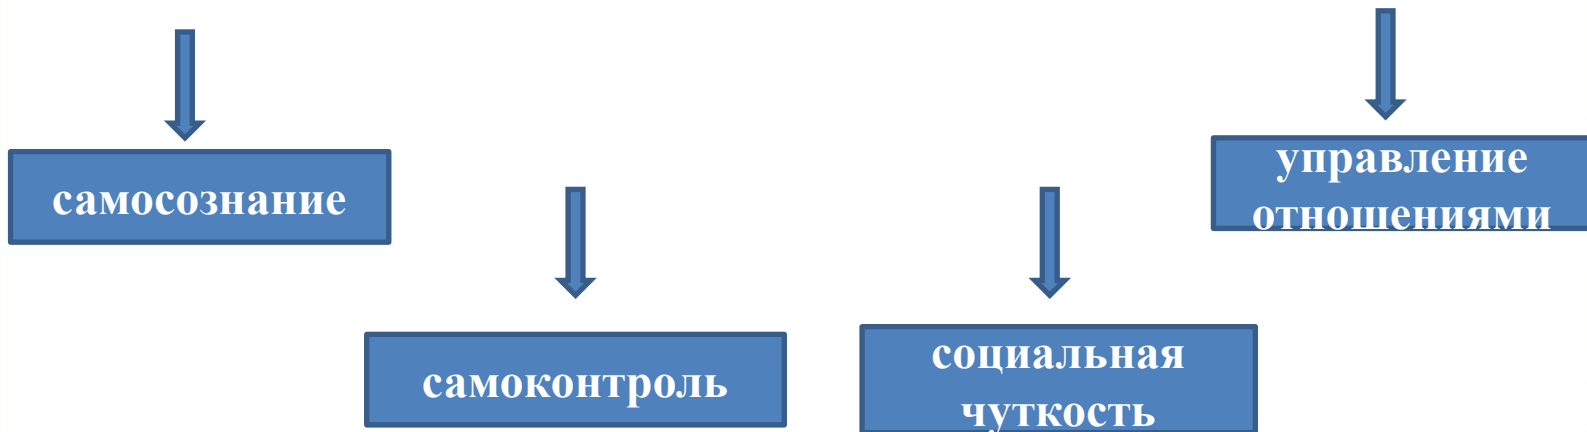 самосознание
самоконтроль
социальная
чуткость
управление
отношениями